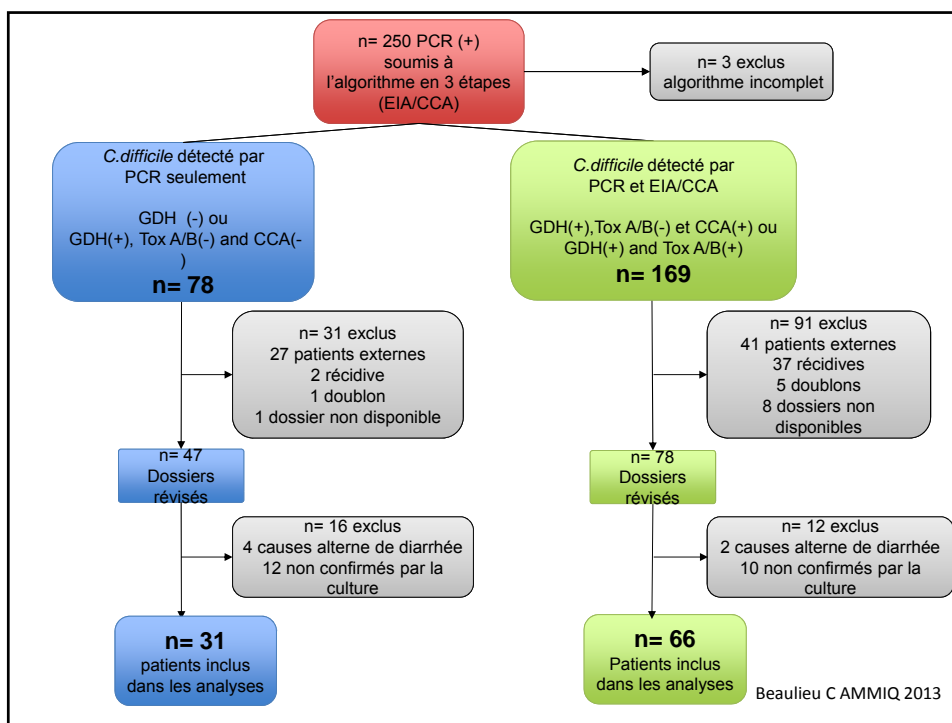 n= 250 PCR (+)
soumis à
l'algorithme en 3 étapes
(EIA/CCA)
n= 3 exclus
algorithme incomplet
C.difficile détecté par
PCR seulement
GDH (-) ou
GDH(+), Tox A/B(-) and CCA(-
)
n= 78
C.difficile détecté par
PCR et EIA/CCA
GDH(+),Tox A/B(-) et CCA(+) ou
GDH(+) and Tox A/B(+)
n= 169
n= 31 exclus
27 patients externes
2 récidive
1 doublon
1 dossier non disponible
n= 91 exclus
41 patients externes
37 récidives
5 doublons
8 dossiers non
disponibles
n= 47
Dossiers
révisés
n= 78
Dossiers
révisés
n= 16 exclus
4 causes alterne de diarrhée
12 non confirmés par la
culture
n= 12 exclus
2 causes alterne de diarrhée
10 non confirmés par la
culture
n= 31
patients inclus
dans les analyses
n= 66
Patients inclus
dans les analyses
Beaulieu C AMMIQ 2013